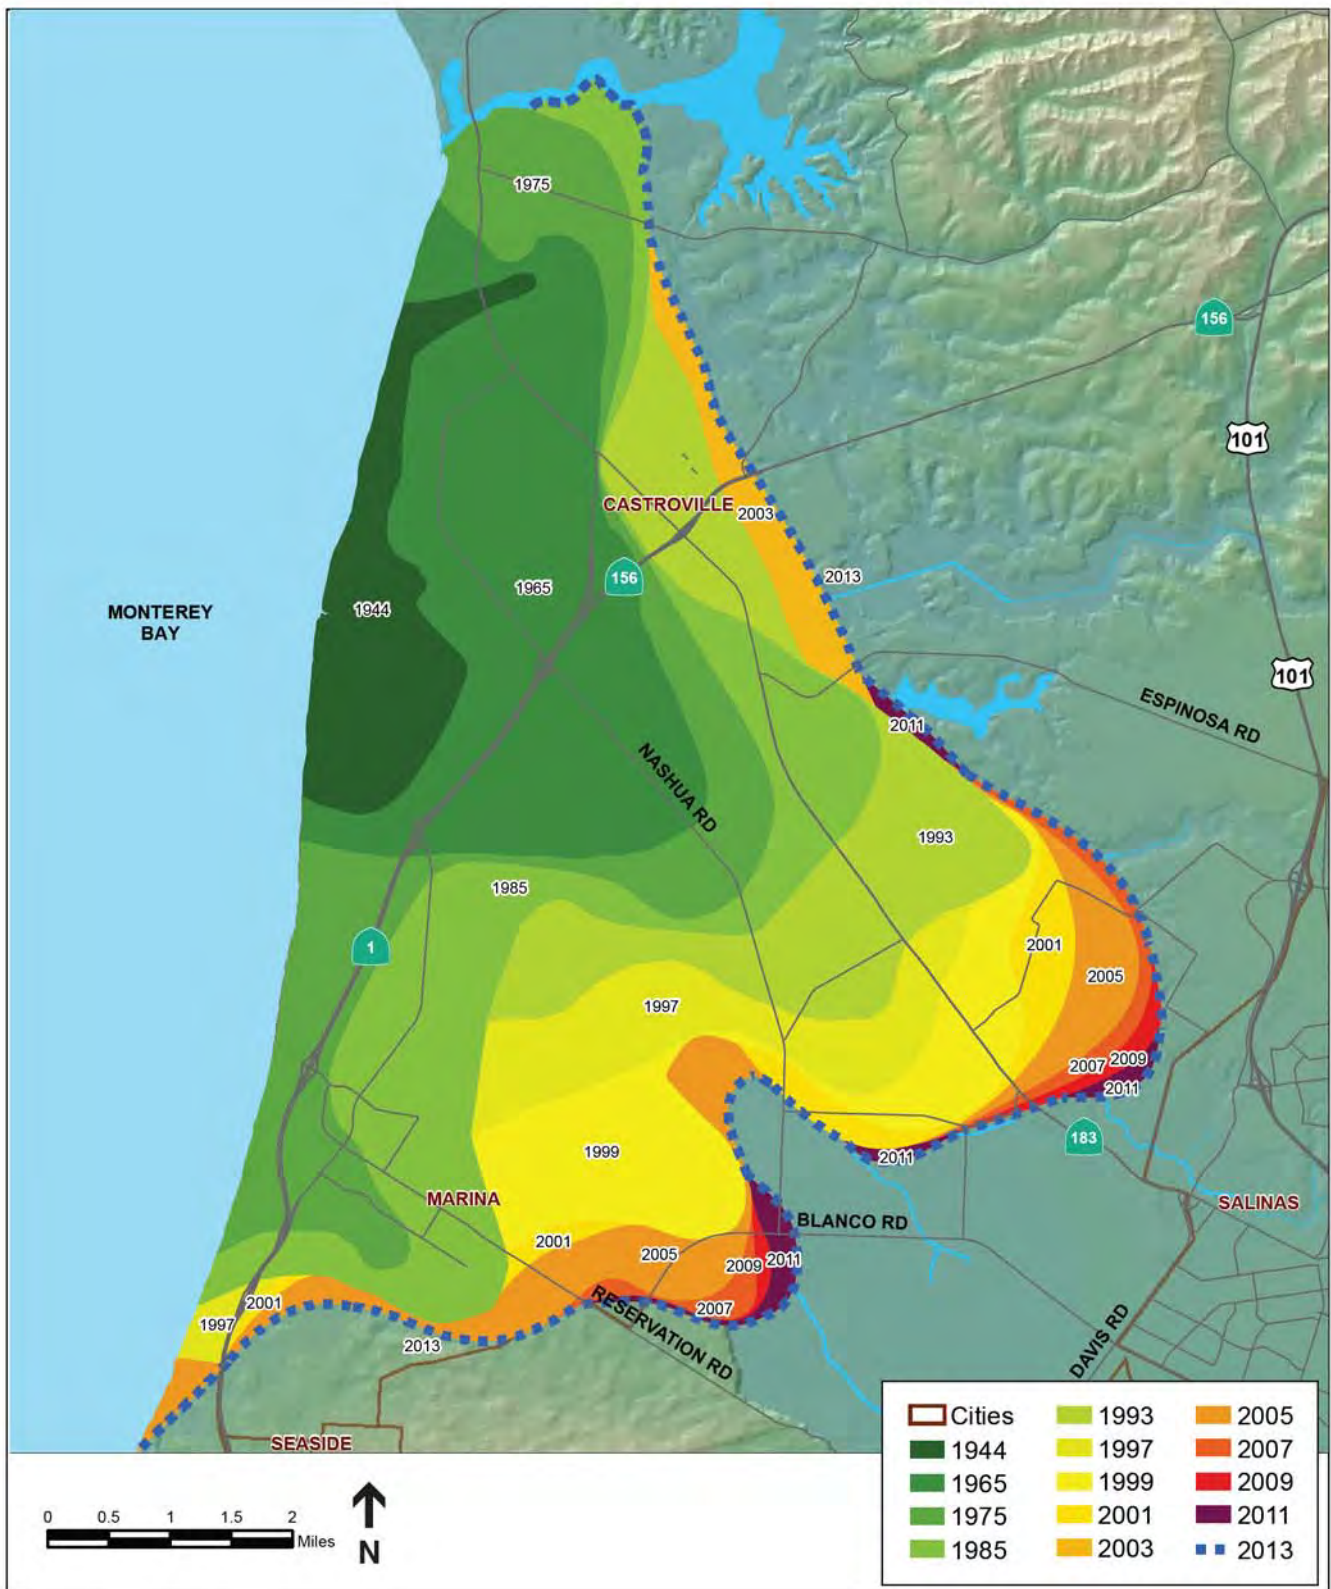 1975
156
101
CASTROVILLE
2003
2013
156
1965
1944
MONTEREY
BAY
101
ESPINOSA RD
2011
NASHUA RD
1993
1985
1
2001
2005
1997
2009
2007
2011
183
1999
2011
MARINA
SALINAS
BLANCO RD
2001
2005
2009
2011
2001
RESERVATION RD
2007
1997
2013
DAVIS RD
SEASIDE
Cities
1944
1965
1975
1985
1993
1997
1999
2001
2003
2005
2007
2009
2011
2013
0 0.5 1 1.5 2
Miles
N